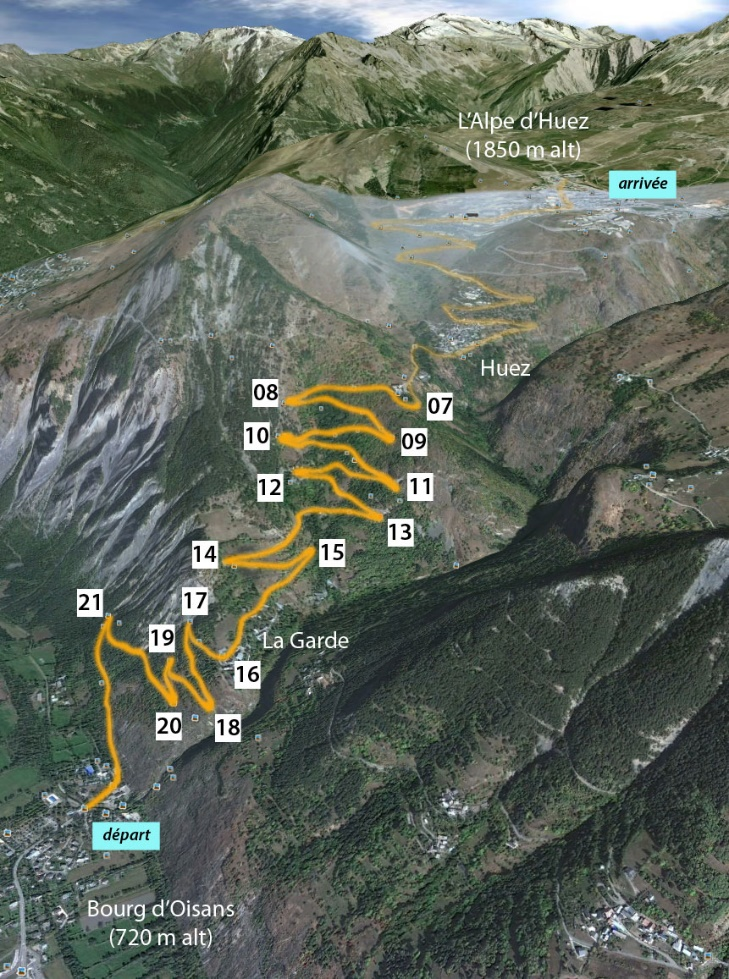 L'Alpe d'Huez
(1850 m alt)
arrivée
Huez
08
07
10
09
12
11
13
14
15
21
17
19
La Garde
16
20
18
départ
Bourg d'Oisans
(720 m alt)